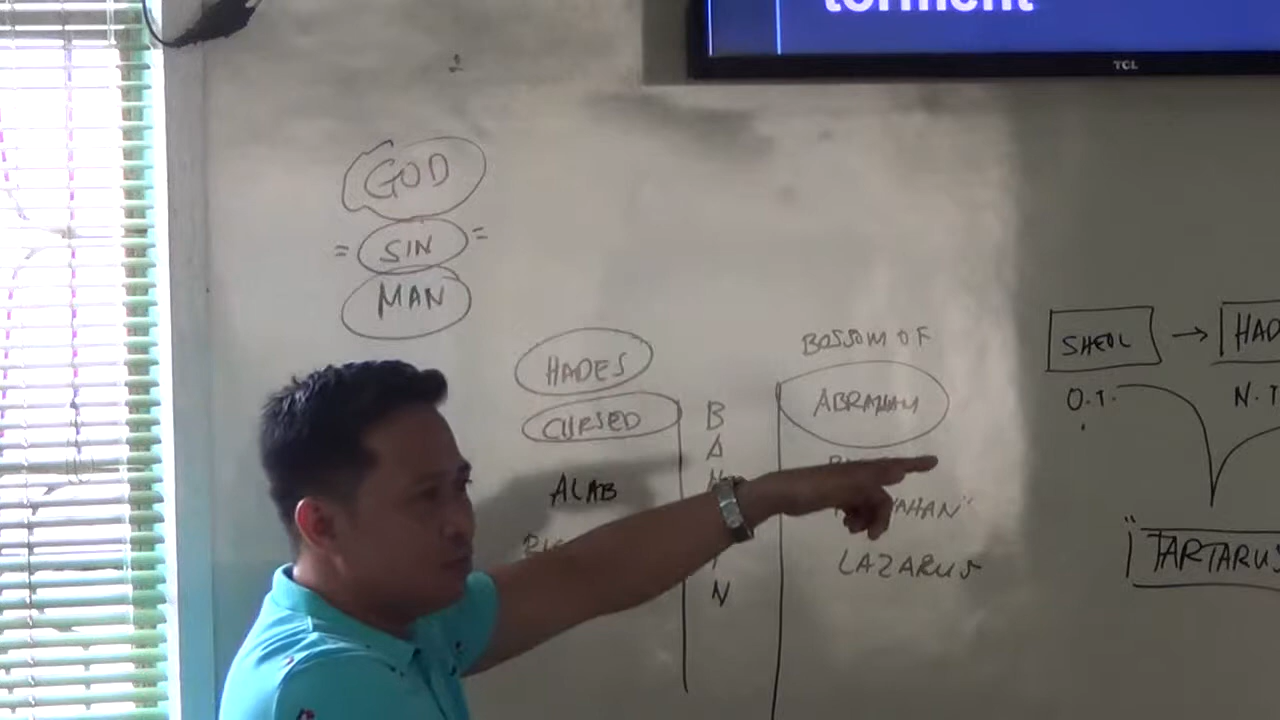 torment
TCL
GOD
= SIN =
MAN
HADES
CURSED
ALAB
B
A
N
BOSSOM OF
ABRAHAM
LAZARUS
SHEOL →
O.T.
N.T
TARTARUS